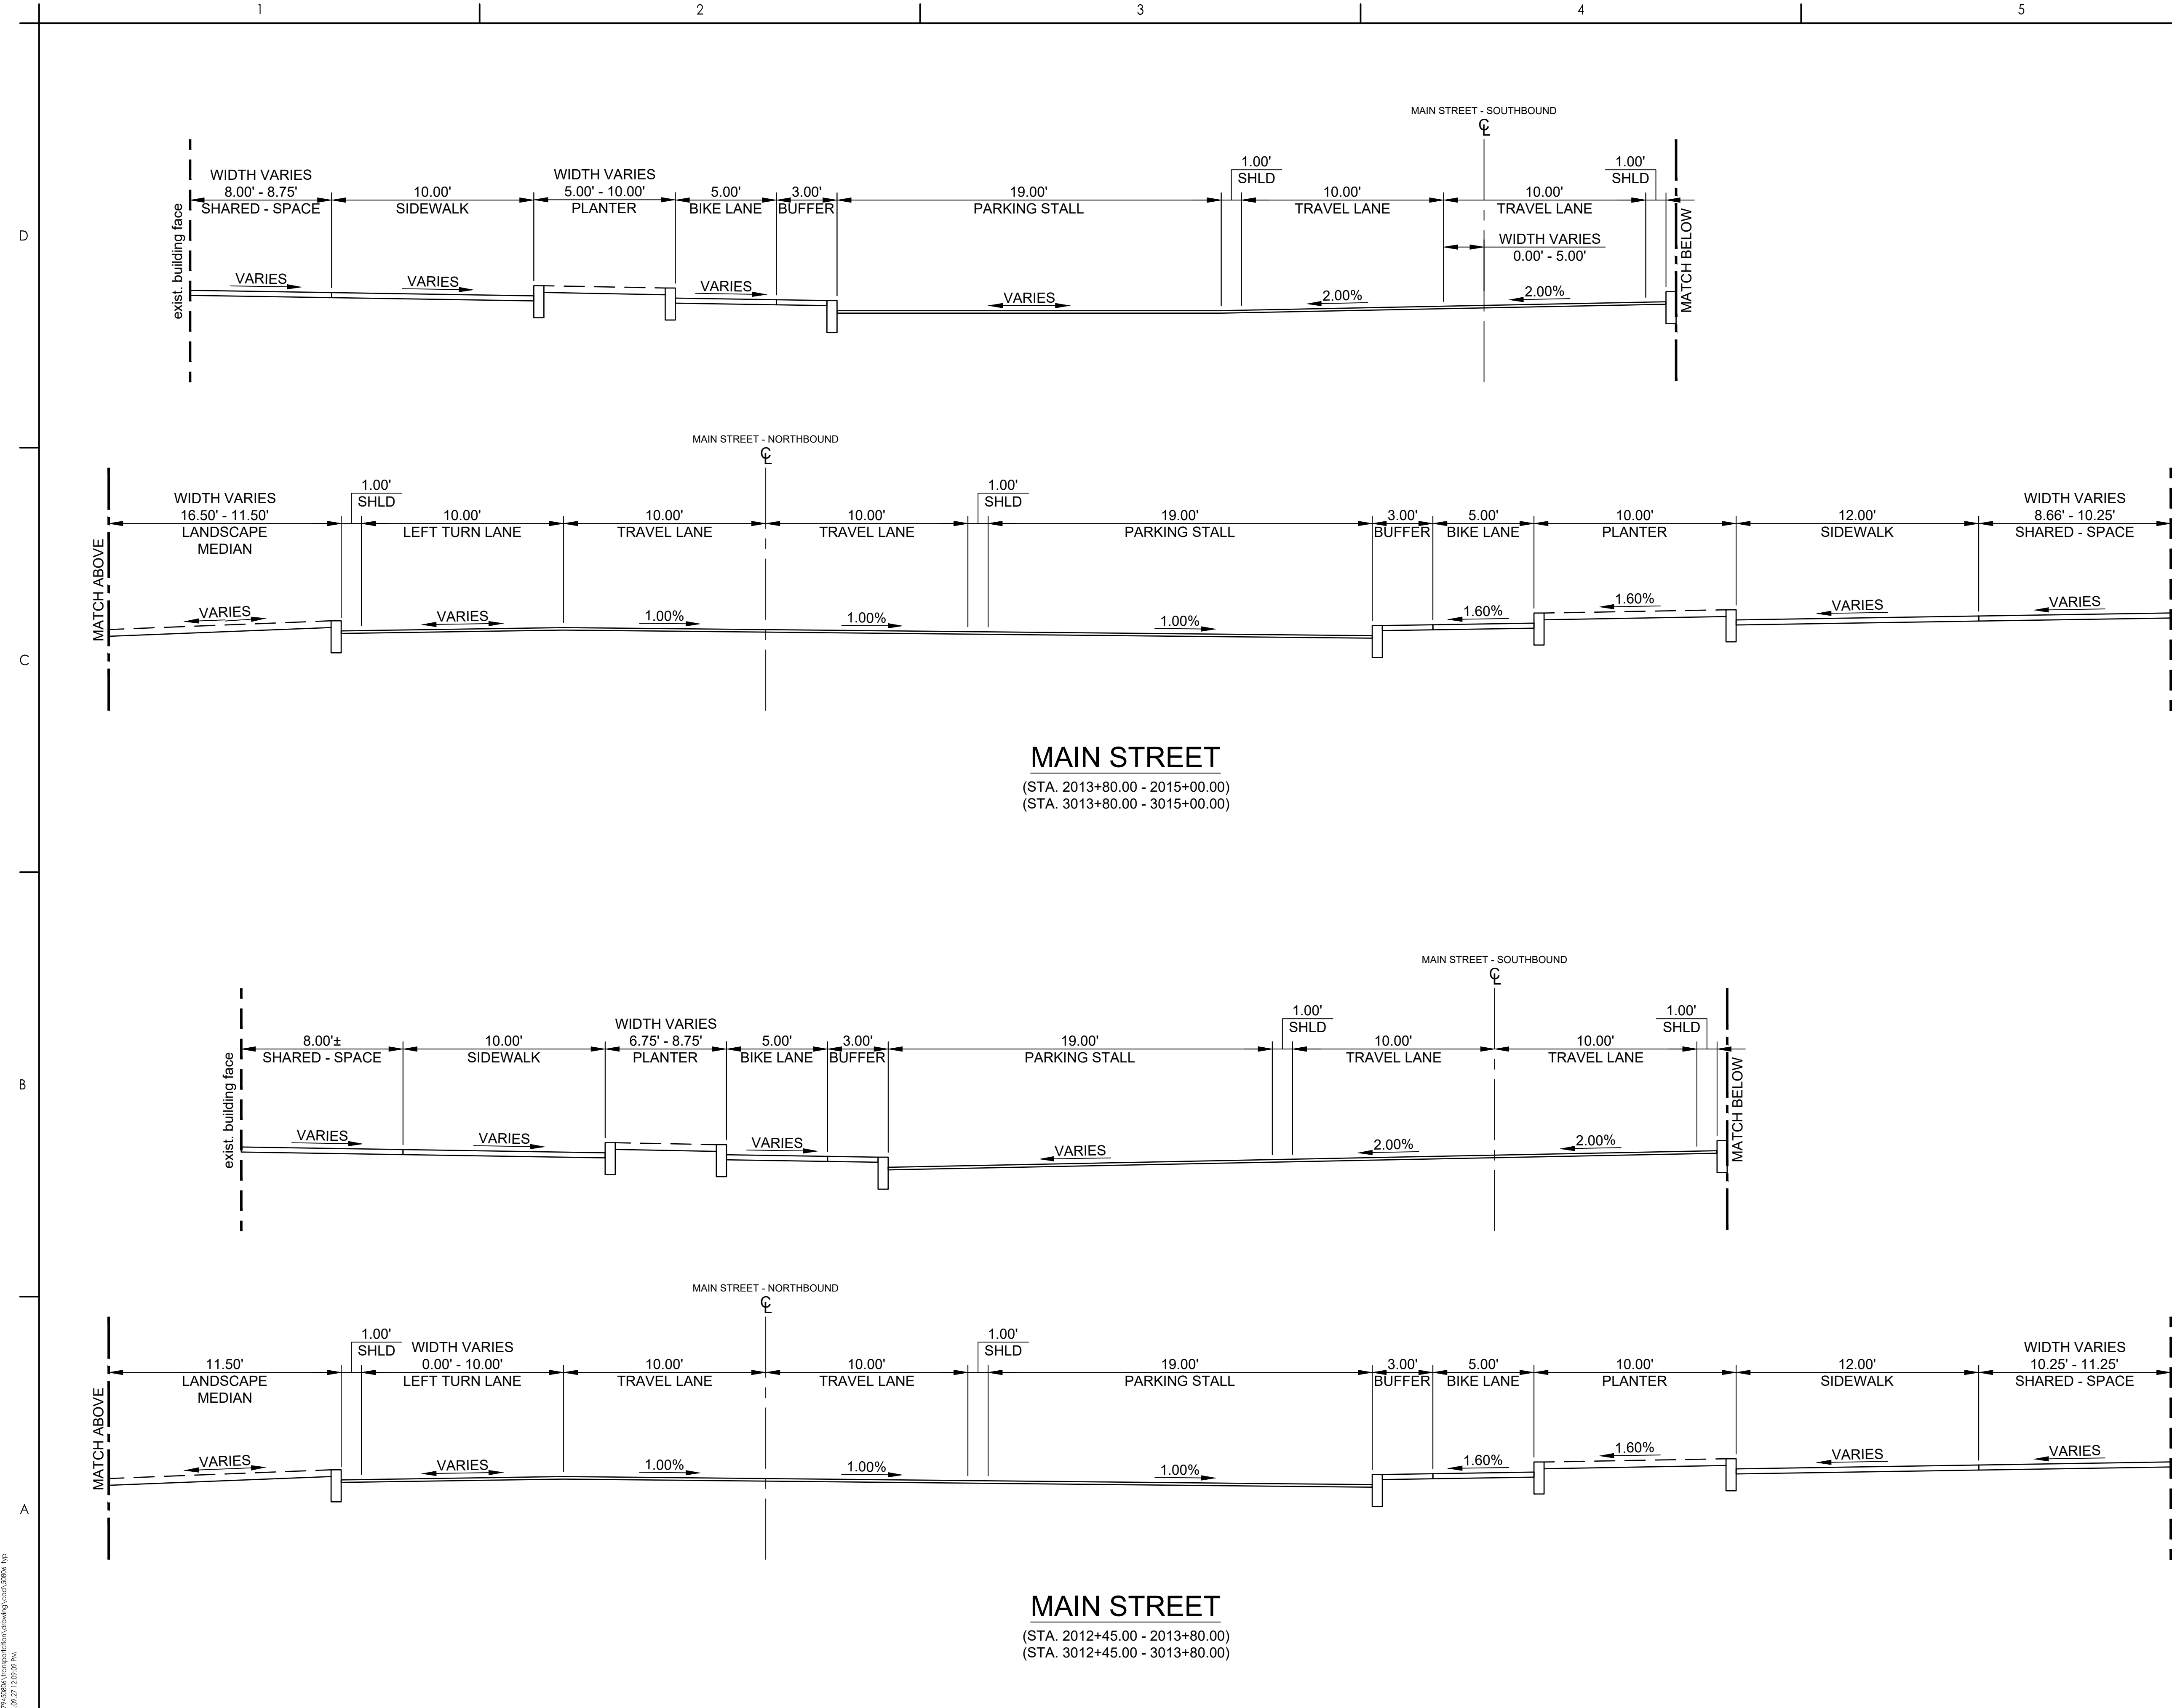 1 2 3 4 5
MAIN STREET - SOUTHBOUND
℄
WIDTH VARIES
8.00' - 8.75'
SHARED - SPACE
10.00'
SIDEWALK
WIDTH VARIES
5.00' - 10.00'
PLANTER
5.00'
BIKE LANE
3.00'
BUFFER
19.00'
PARKING STALL
1.00'
SHLD
10.00'
TRAVEL LANE
10.00'
TRAVEL LANE
1.00'
SHLD
WIDTH VARIES
0.00' - 5.00'
D
exist. building face
MATCH BELOW
VARIES
VARIES
VARIES
VARIES
2.00%
2.00%
MAIN STREET - NORTHBOUND
℄
WIDTH VARIES
16.50' - 11.50'
LANDSCAPE
MEDIAN
1.00'
SHLD
10.00'
LEFT TURN LANE
10.00'
TRAVEL LANE
10.00'
TRAVEL LANE
1.00'
SHLD
19.00'
PARKING STALL
3.00'
BUFFER
5.00'
BIKE LANE
10.00'
PLANTER
12.00'
SIDEWALK
WIDTH VARIES
8.66' - 10.25'
SHARED - SPACE
MATCH ABOVE
C
VARIES
VARIES
1.00%
1.00%
1.00%
1.60%
1.60%
VARIES
VARIES
MAIN STREET
(STA. 2013+80.00 - 2015+00.00)
(STA. 3013+80.00 - 3015+00.00)
MAIN STREET - SOUTHBOUND
℄
8.00'±
SHARED - SPACE
10.00'
SIDEWALK
WIDTH VARIES
6.75' - 8.75'
PLANTER
5.00'
BIKE LANE
3.00'
BUFFER
19.00'
PARKING STALL
1.00'
SHLD
10.00'
TRAVEL LANE
10.00'
TRAVEL LANE
1.00'
SHLD
B
exist. building face
MATCH BELOW
VARIES
VARIES
VARIES
VARIES
2.00%
2.00%
MAIN STREET - NORTHBOUND
℄
11.50'
LANDSCAPE
MEDIAN
1.00'
SHLD
WIDTH VARIES
0.00' - 10.00'
LEFT TURN LANE
10.00'
TRAVEL LANE
10.00'
TRAVEL LANE
1.00'
SHLD
19.00'
PARKING STALL
3.00'
BUFFER
5.00'
BIKE LANE
10.00'
PLANTER
12.00'
SIDEWALK
WIDTH VARIES
10.25' - 11.25'
SHARED - SPACE
MATCH ABOVE
A
VARIES
VARIES
1.00%
1.00%
1.00%
1.60%
1.60%
VARIES
VARIES
MAIN STREET
(STA. 2012+45.00 - 2013+80.00)
(STA. 3012+45.00 - 3013+80.00)
79450806\transportation\drawing\cad\50806_typ
.09.27 12:09:09 PM